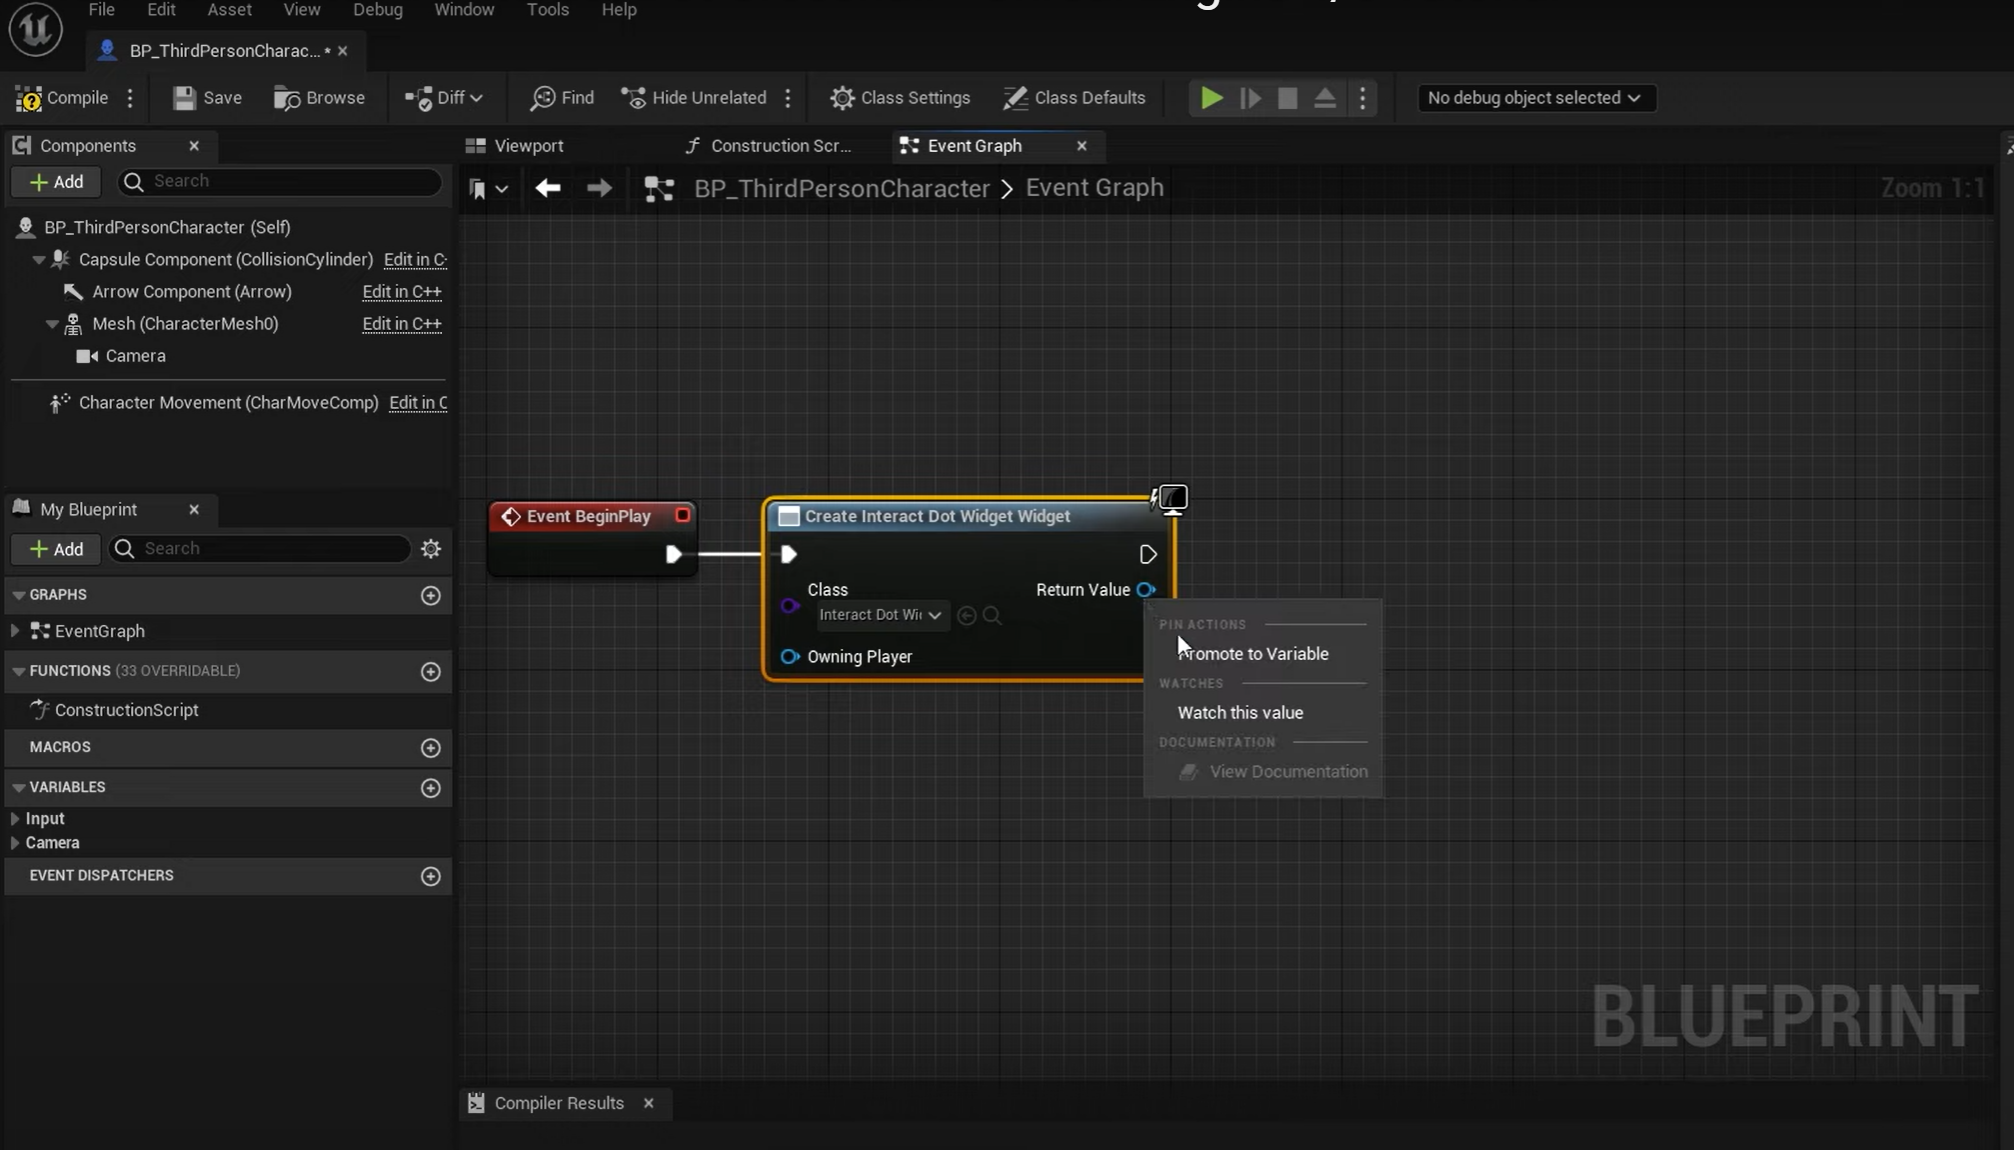 File Edit Asset View Debug Window Tools Help
BP_ThirdPersonCharac... •
Compile Save Browse Diff Find Hide Unrelated Class Settings Class Defaults No debug object selected
Components
Add Search
BP_ThirdPersonCharacter (Self)
Capsule Component (CollisionCylinder) Edit in C
Arrow Component (Arrow) Edit in C++
Mesh (CharacterMesh0) Edit in C++
Camera
Character Movement (CharMoveComp) Edit in C
My Blueprint
Add Search
GRAPHS
EventGraph
FUNCTIONS (33 OVERRIDABLE)
ConstructionScript
MACROS
VARIABLES
Input
Camera
EVENT DISPATCHERS
Viewport Construction Scr... Event Graph
BP_ThirdPersonCharacter > Event Graph Zoom 1:1
Event BeginPlay
Create Interact Dot Widget Widget
Class Return Value
Interact Dot Wi
Owning Player
PIN ACTIONS
Promote to Variable
WATCHES
Watch this value
DOCUMENTATION
View Documentation
BLUEPRINT
Compiler Results